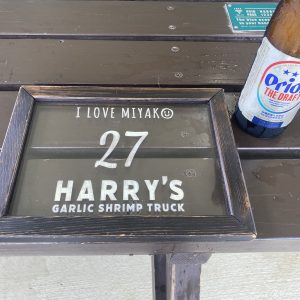 I LOVE MIYAKO
27
HARRY'S
GARLIC SHRIMP TRUCK
Orion
THE DRAFT